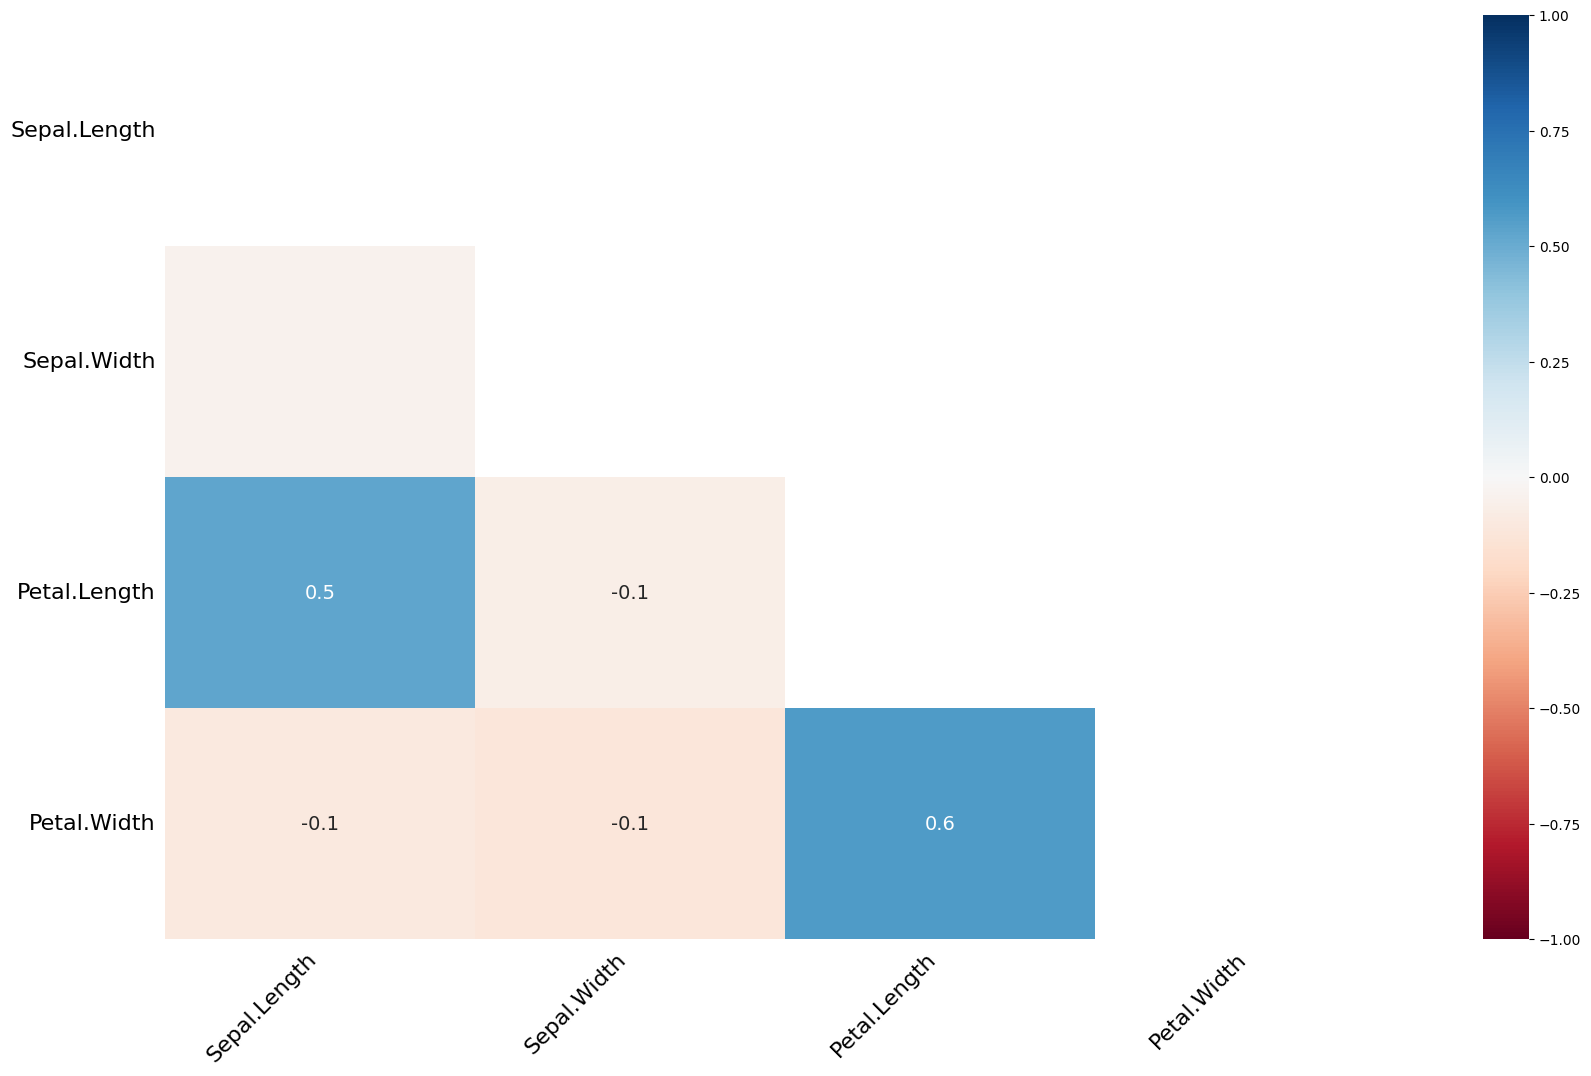 1.00
Sepal.Length
0.75
0.50
Sepal.Width
0.25
0.00
Petal.Length 0.5 -0.1
−0.25
−0.50
Petal.Width -0.1 -0.1 0.6
−0.75
−1.00
Sepal.Length Sepal.Width Petal.Length Petal.Width